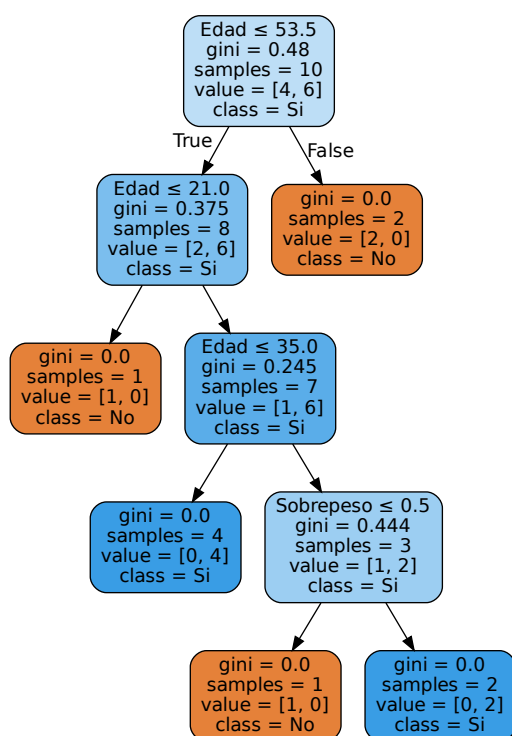 Edad ≤ 53.5
gini = 0.48
samples = 10
value = [4, 6]
class = Si
True
False
Edad ≤ 21.0
gini = 0.375
samples = 8
value = [2, 6]
class = Si
gini = 0.0
samples = 2
value = [2, 0]
class = No
gini = 0.0
samples = 1
value = [1, 0]
class = No
Edad ≤ 35.0
gini = 0.245
samples = 7
value = [1, 6]
class = Si
gini = 0.0
samples = 4
value = [0, 4]
class = Si
Sobrepeso ≤ 0.5
gini = 0.444
samples = 3
value = [1, 2]
class = Si
gini = 0.0
samples = 1
value = [1, 0]
class = No
gini = 0.0
samples = 2
value = [0, 2]
class = Si